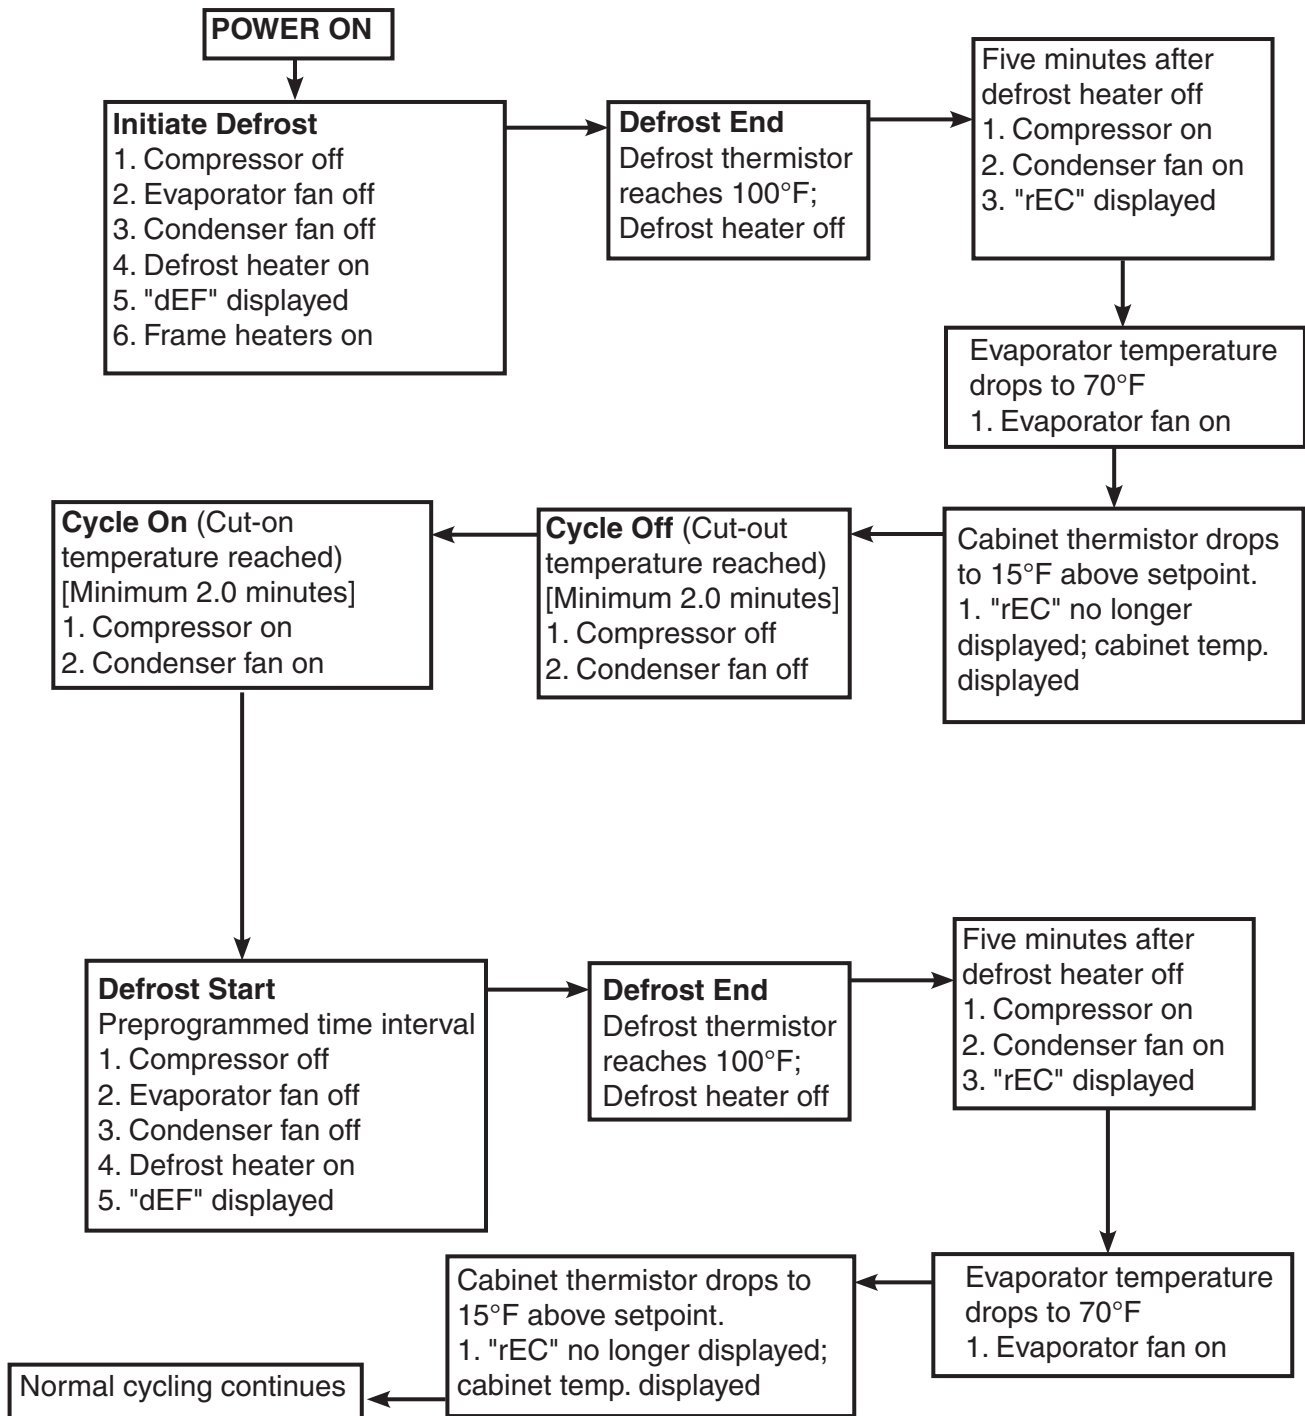 POWER ON
Initiate Defrost
1. Compressor off
2. Evaporator fan off
3. Condenser fan off
4. Defrost heater on
5. "dEF" displayed
6. Frame heaters on
Defrost End
Defrost thermistor
reaches 100°F;
Defrost heater off
Five minutes after
defrost heater off
1. Compressor on
2. Condenser fan on
3. "rEC" displayed
Evaporator temperature
drops to 70°F
1. Evaporator fan on
Cabinet thermistor drops
to 15°F above setpoint.
1. "rEC" no longer
displayed; cabinet temp.
displayed
Cycle Off (Cut-out
temperature reached)
[Minimum 2.0 minutes]
1. Compressor off
2. Condenser fan off
Cycle On (Cut-on
temperature reached)
[Minimum 2.0 minutes]
1. Compressor on
2. Condenser fan on
Defrost Start
Preprogrammed time interval
1. Compressor off
2. Evaporator fan off
3. Condenser fan off
4. Defrost heater on
5. "dEF" displayed
Defrost End
Defrost thermistor
reaches 100°F;
Defrost heater off
Five minutes after
defrost heater off
1. Compressor on
2. Condenser fan on
3. "rEC" displayed
Evaporator temperature
drops to 70°F
1. Evaporator fan on
Cabinet thermistor drops to
15°F above setpoint.
1. "rEC" no longer displayed;
cabinet temp. displayed
Normal cycling continues